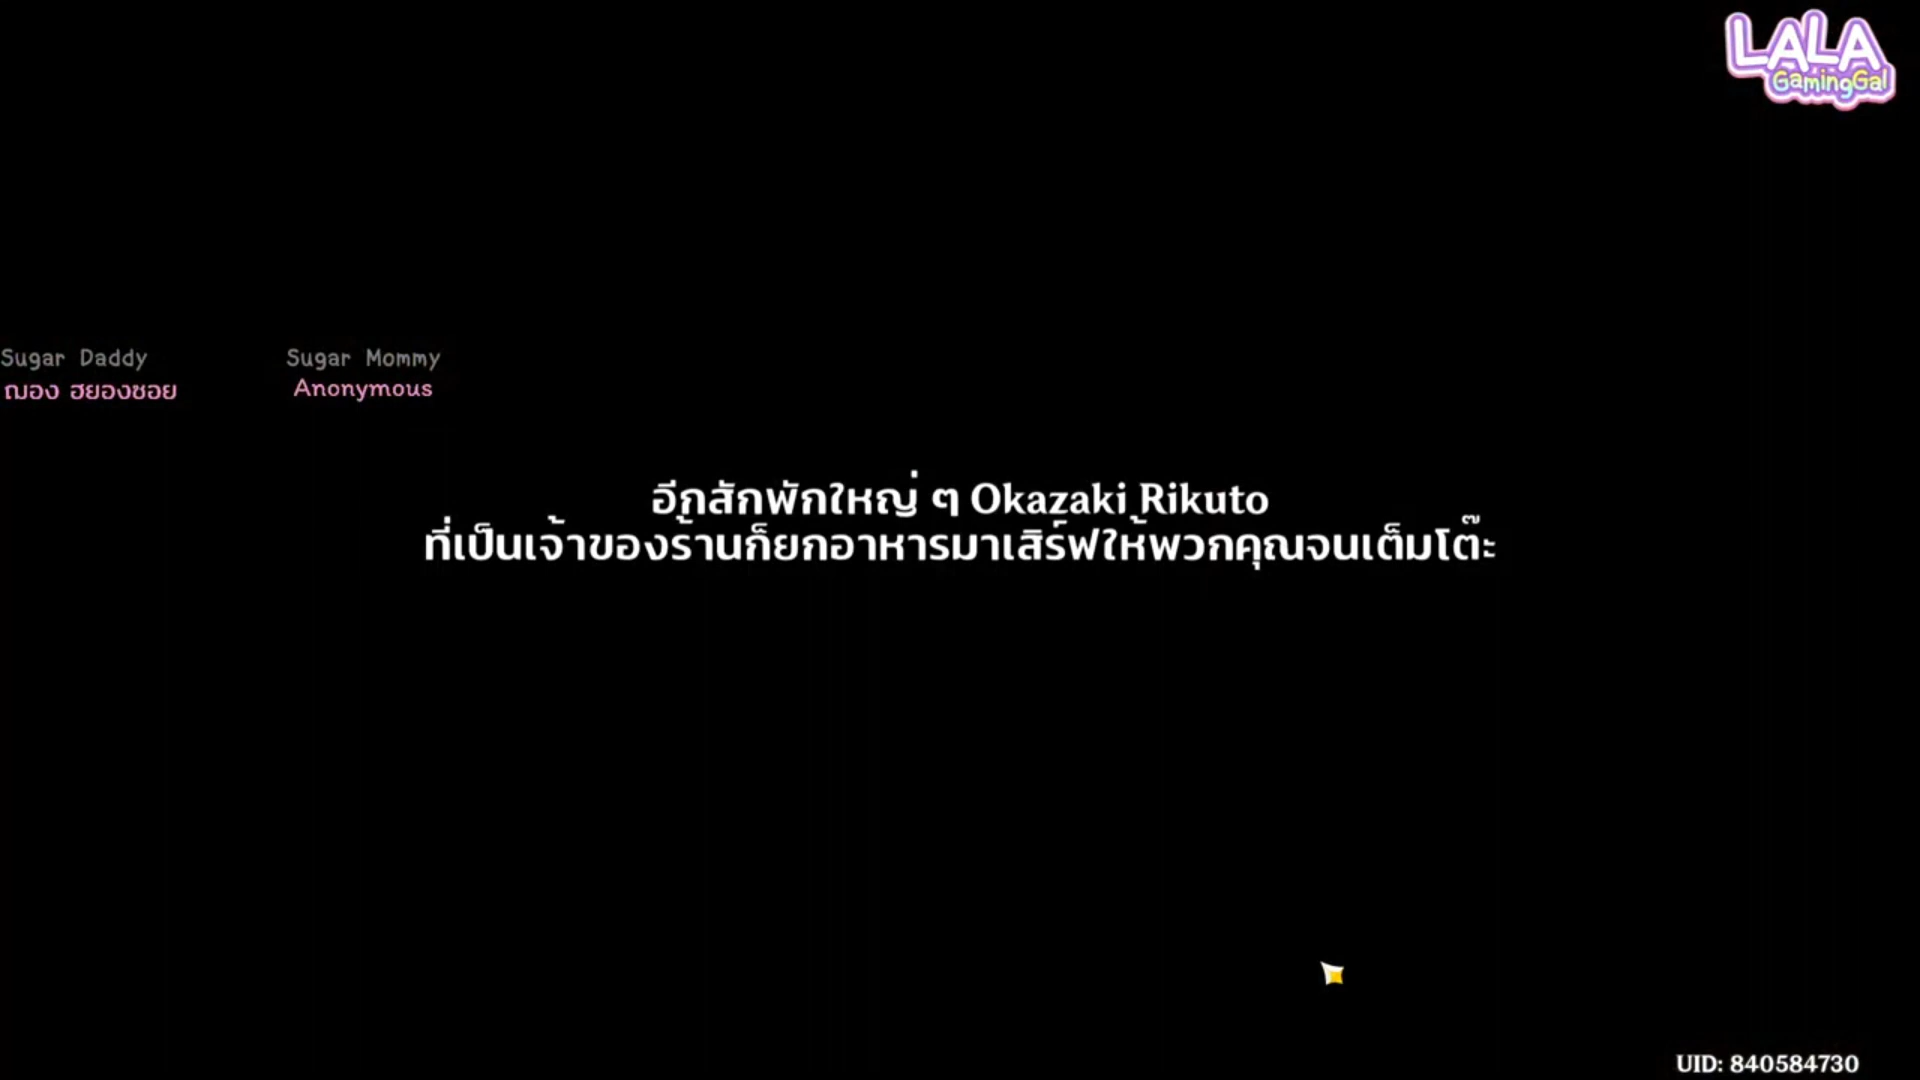 LALA
GamingGal
Sugar Daddy
ฌอง ฮยองซอย
Sugar Mommy
Anonymous
อีกสักพักใหญ่ ๆ Okazaki Rikuto
ที่เป็นเจ้าของร้านก็ยกอาหารมาเสิร์ฟให้พวกคุณจนเต็มโต๊ะ
UID: 840584730